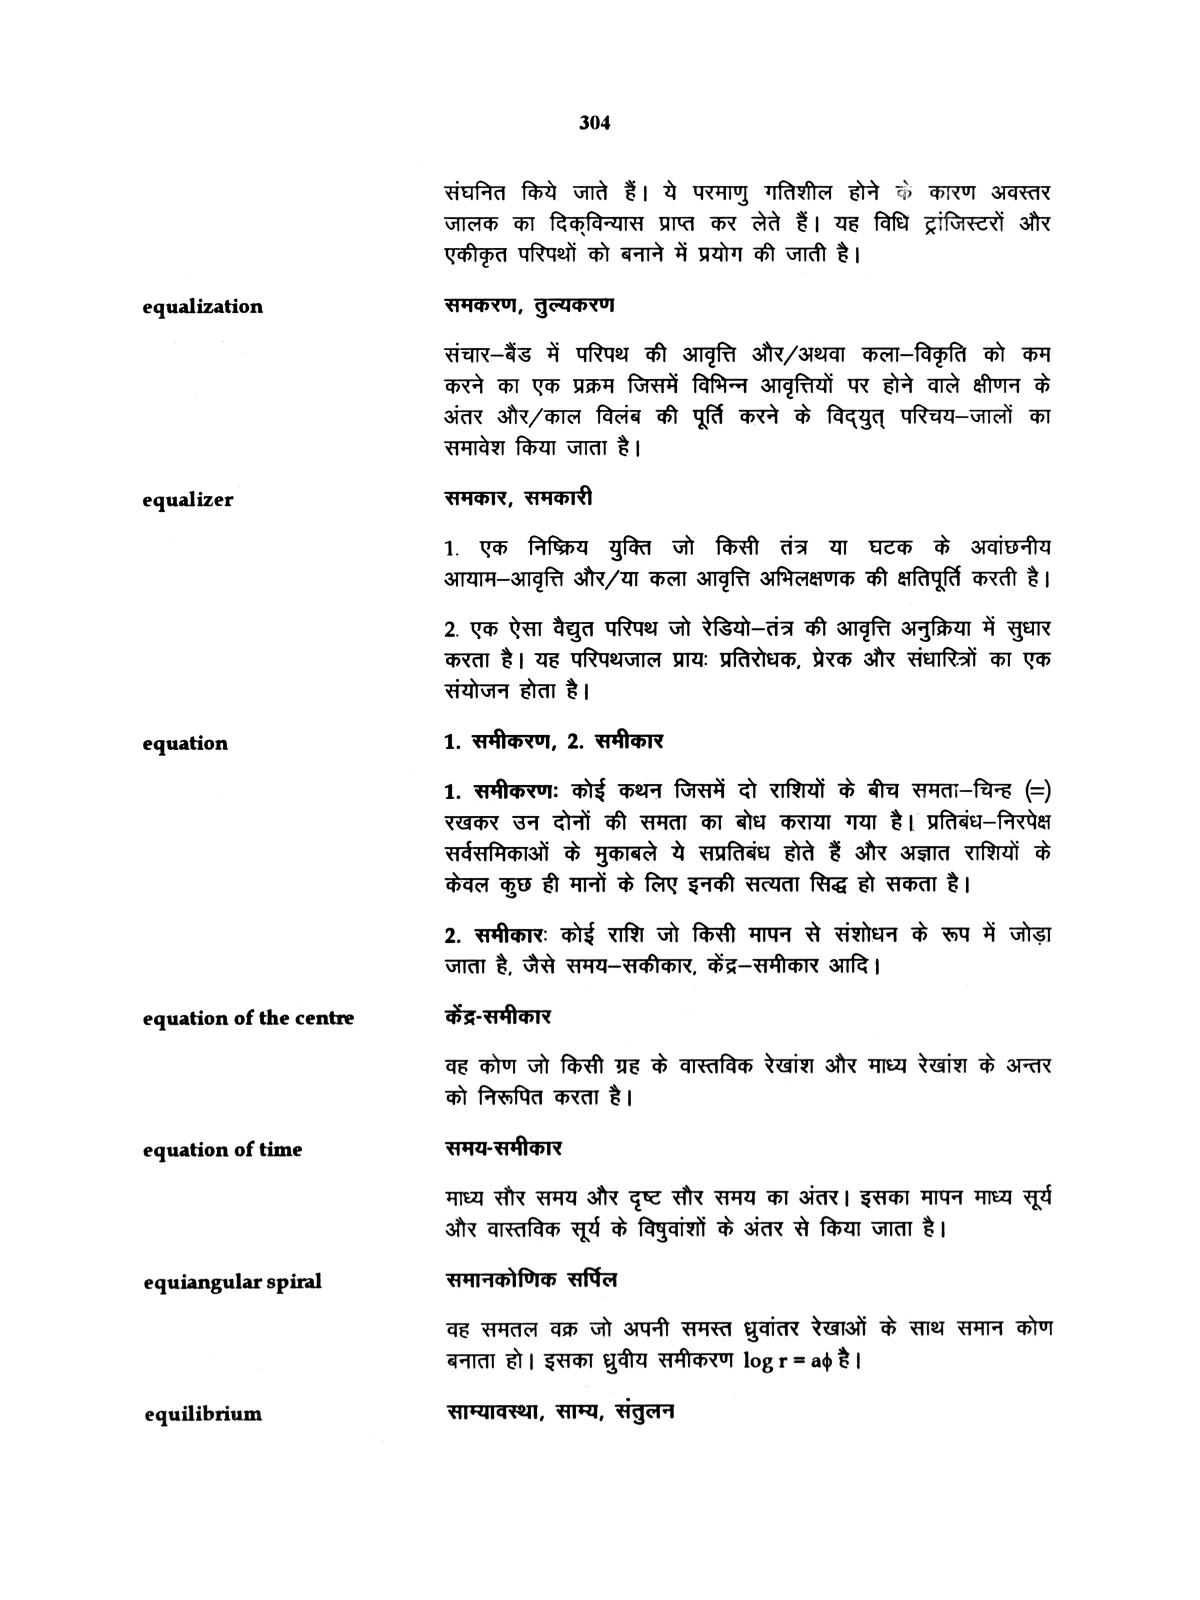 304
संघनित किये जाते हैं। ये परमाणु गतिशील होने के कारण अवस्तर
जालक का दिक्‌विन्यास प्राप्त कर लेते हैं। यह विधि ट्रांजिस्टरों और
एकीकृत परिपथों को बनाने में प्रयोग की जाती है।
equalization समकरण, तुल्यकरण
संचार–बैंड में परिपथ की आवृत्ति और/अथवा कला–विकृति को कम
करने का एक प्रक्रम जिसमें विभिन्न आवृत्तियों पर होने वाले क्षीणन के
अंतर और/काल विलंब की पूर्ति करने के विद्‌युत् परिचय–जालों का
समावेश किया जाता है।
equalizer समकार, समकारी
1. एक निष्क्रिय युक्ति जो किसी तंत्र या घटक के अवांछनीय
आयाम–आवृत्ति और/या कला आवृत्ति अभिलक्षणक की क्षतिपूर्ति करती है।
2. एक ऐसा वैद्युत परिपथ जो रेडियो–तंत्र की आवृत्ति अनुक्रिया में सुधार
करता है। यह परिपथजाल प्रायः प्रतिरोधक, प्रेरक और संधारित्रों का एक
संयोजन होता है।
equation 1. समीकरण, 2. समीकार
1. समीकरणः कोई कथन जिसमें दो राशियों के बीच समता–चिन्ह (=)
रखकर उन दोनों की समता का बोध कराया गया है। प्रतिबंध–निरपेक्ष
सर्वसमिकाओं के मुकाबले ये सप्रतिबंध होते हैं और अज्ञात राशियों के
केवल कुछ ही मानों के लिए इनकी सत्यता सिद्ध हो सकता है।
2. समीकारः कोई राशि जो किसी मापन से संशोधन के रूप में जोड़ा
जाता है, जैसे समय–सकीकार, केंद्र–समीकार आदि।
equation of the centre केंद्र-समीकार
वह कोण जो किसी ग्रह के वास्तविक रेखांश और माध्य रेखांश के अन्तर
को निरूपित करता है।
equation of time समय-समीकार
माध्य सौर समय और दृष्ट सौर समय का अंतर। इसका मापन माध्य सूर्य
और वास्तविक सूर्य के विषुवांशों के अंतर से किया जाता है।
equiangular spiral समानकोणिक सर्पिल
वह समतल वक्र जो अपनी समस्त ध्रुवांतर रेखाओं के साथ समान कोण
बनाता हो। इसका ध्रुवीय समीकरण log r = aϕ है।
equilibrium साम्यावस्था, साम्य, संतुलन